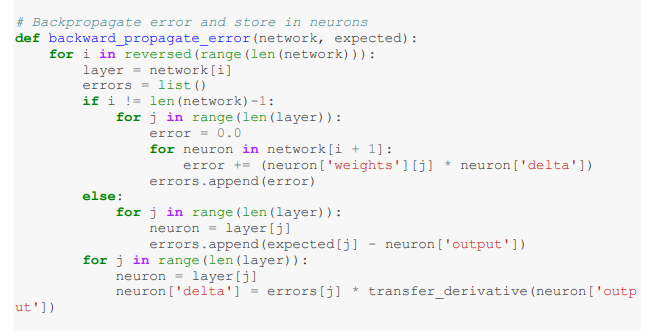 # Backpropagate error and store in neurons
def backward_propagate_error(network, expected):
    for i in reversed(range(len(network))):
        layer = network[i]
        errors = list()
        if i != len(network)-1:
            for j in range(len(layer)):
                error = 0.0
                for neuron in network[i + 1]:
                    error += (neuron['weights'][j] * neuron['delta'])
                errors.append(error)
        else:
            for j in range(len(layer)):
                neuron = layer[j]
                errors.append(expected[j] - neuron['output'])
        for j in range(len(layer)):
            neuron = layer[j]
            neuron['delta'] = errors[j] * transfer_derivative(neuron['outp
ut'])